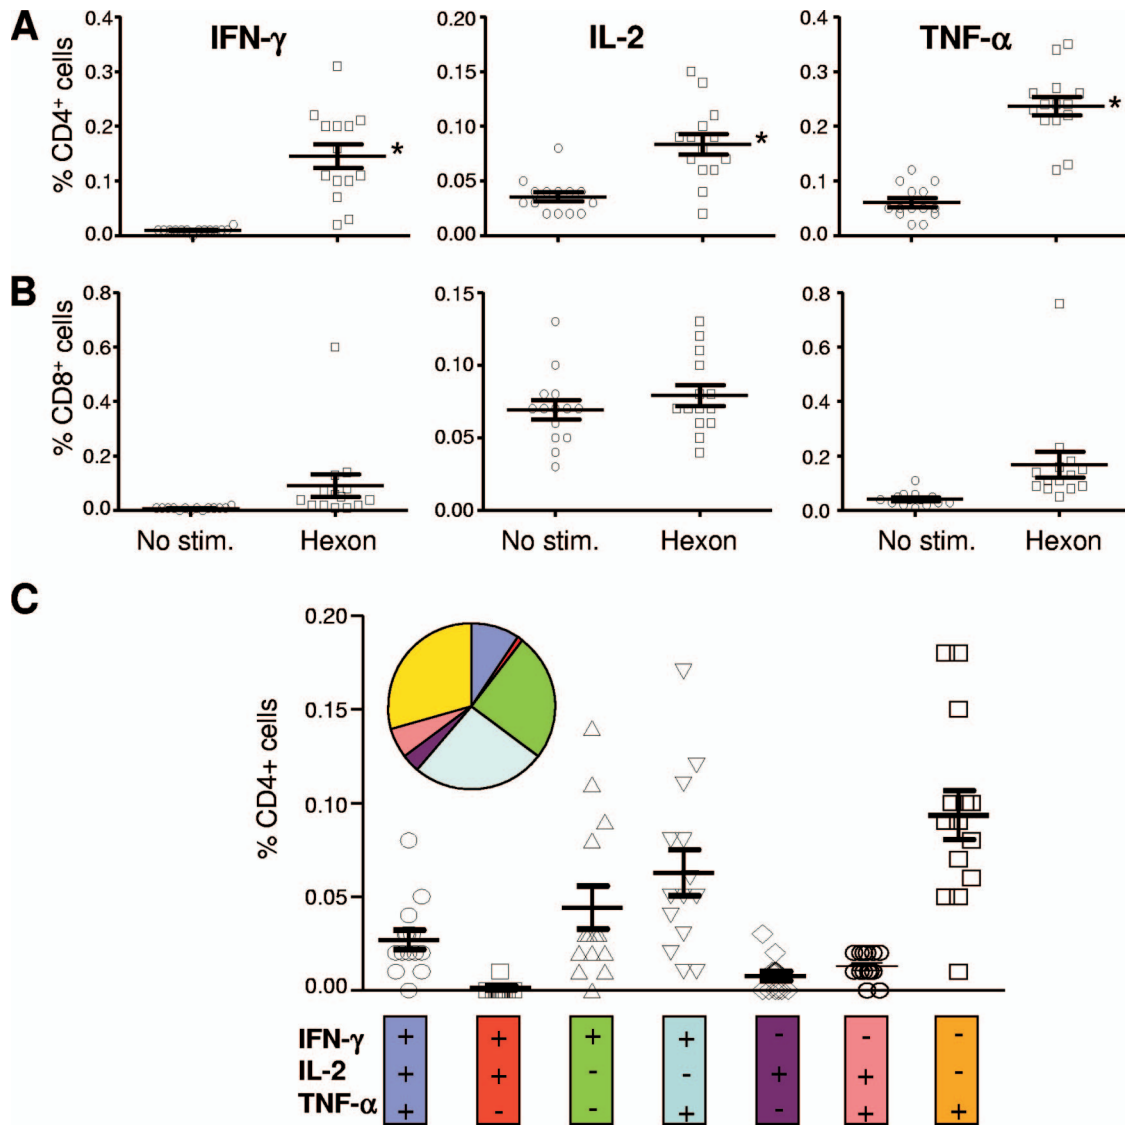 A
IFN-γ IL-2 TNF-α
% CD4⁺ cells
0.4 0.3 0.2 0.1 0.0
*
0.20 0.15 0.10 0.05 0.00
*
0.4 0.3 0.2 0.1 0.0
*
B
% CD8⁺ cells
0.8 0.6 0.4 0.2 0.0
0.15 0.10 0.05 0.00
0.8 0.6 0.4 0.2 0.0
No stim. Hexon No stim. Hexon No stim. Hexon
C
% CD4+ cells
0.20
0.15
0.10
0.05
0.00
IFN-γ + + + + - - -
IL-2 + + - - + + -
TNF-α + - - + - + +